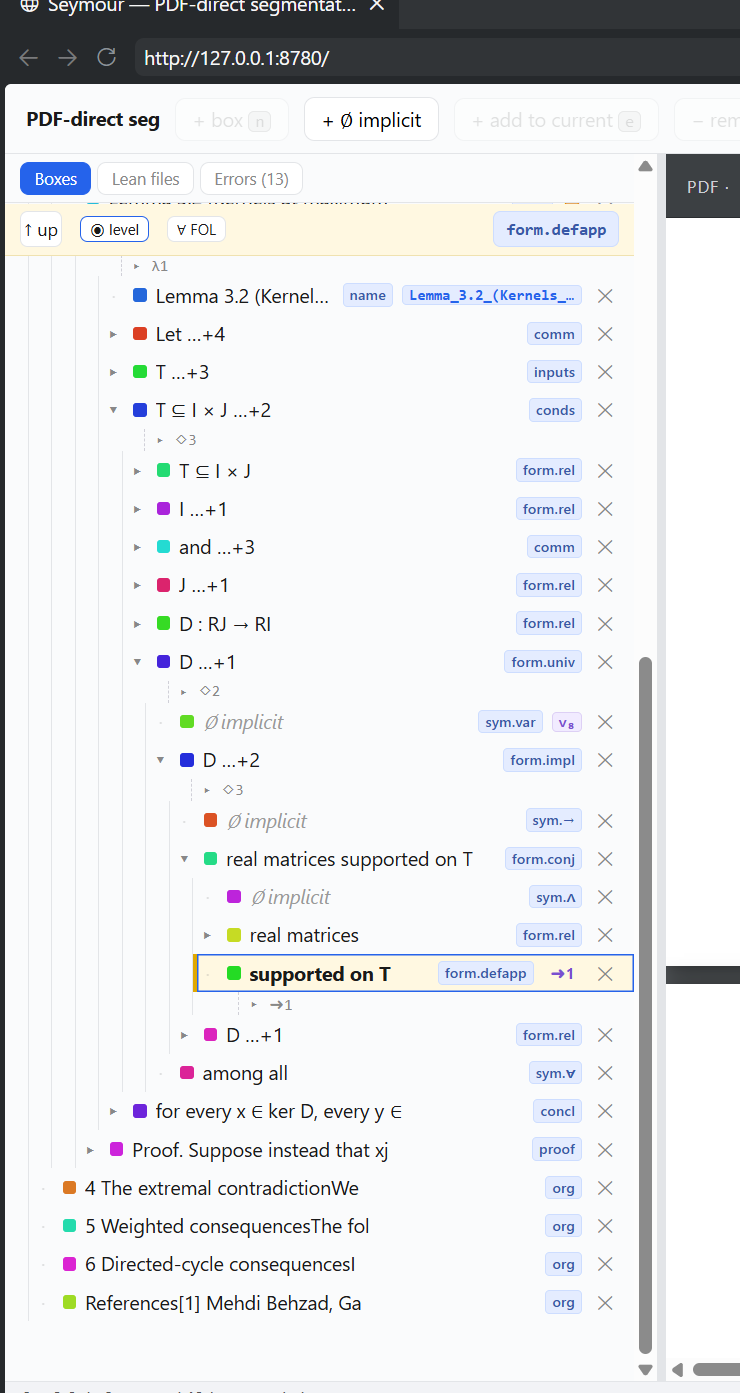 Seymour — PDF-direct segmentat... ✕
http://127.0.0.1:8780/
PDF-direct seg + box n + Ø implicit + add to current e − rem
Boxes Lean files Errors (13)
PDF ·
↑ up ◉ level ∀ FOL form.defapp
▸ λ1
Lemma 3.2 (Kernel... name Lemma_3.2_(Kernels_…
Let ...+4 comm
T ...+3 inputs
T ⊆ I × J ...+2 conds
▸ ◇3
T ⊆ I × J form.rel
I ...+1 form.rel
and ...+3 comm
J ...+1 form.rel
D : RJ → RI form.rel
D ...+1 form.univ
▸ ◇2
Ø implicit sym.var v₈
D ...+2 form.impl
▸ ◇3
Ø implicit sym.→
real matrices supported on T form.conj
Ø implicit sym.∧
real matrices form.rel
supported on T form.defapp ➔1
▸ ➔1
D ...+1 form.rel
among all sym.∀
for every x ∈ ker D, every y ∈ concl
Proof. Suppose instead that xj proof
4 The extremal contradictionWe org
5 Weighted consequencesThe fol org
6 Directed-cycle consequencesI org
References[1] Mehdi Behzad, Ga org